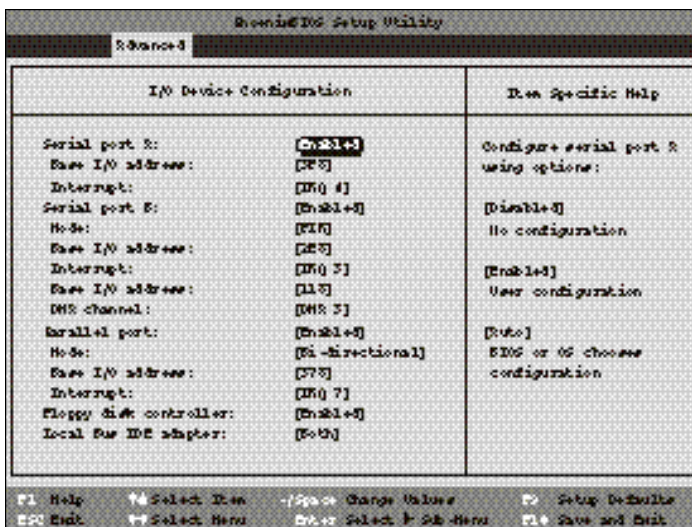 PhoenixBIOS Setup Utility
Advanced
I/O Device Configuration
Item Specific Help
Serial port A: [Enabled]
Base I/O address: [3F8]
Interrupt: [IRQ 4]
Serial port B: [Enabled]
Mode: [FIR]
Base I/O address: [2E8]
Interrupt: [IRQ 3]
Base I/O address: [118]
DMA channel: [DMA 3]
Parallel port: [Enabled]
Mode: [Bi-directional]
Base I/O address: [378]
Interrupt: [IRQ 7]
Floppy disk controller: [Enabled]
Local Bus IDE adapter: [Both]
Configure serial port A
using options:
[Disabled]
No configuration
[Enabled]
User configuration
[Auto]
BIOS or OS chooses
configuration
F1 Help ↑↓ Select Item -/Space Change Values F9 Setup Defaults
ESC Exit ←→ Select Menu Enter Select ▶ Sub-Menu F10 Save and Exit